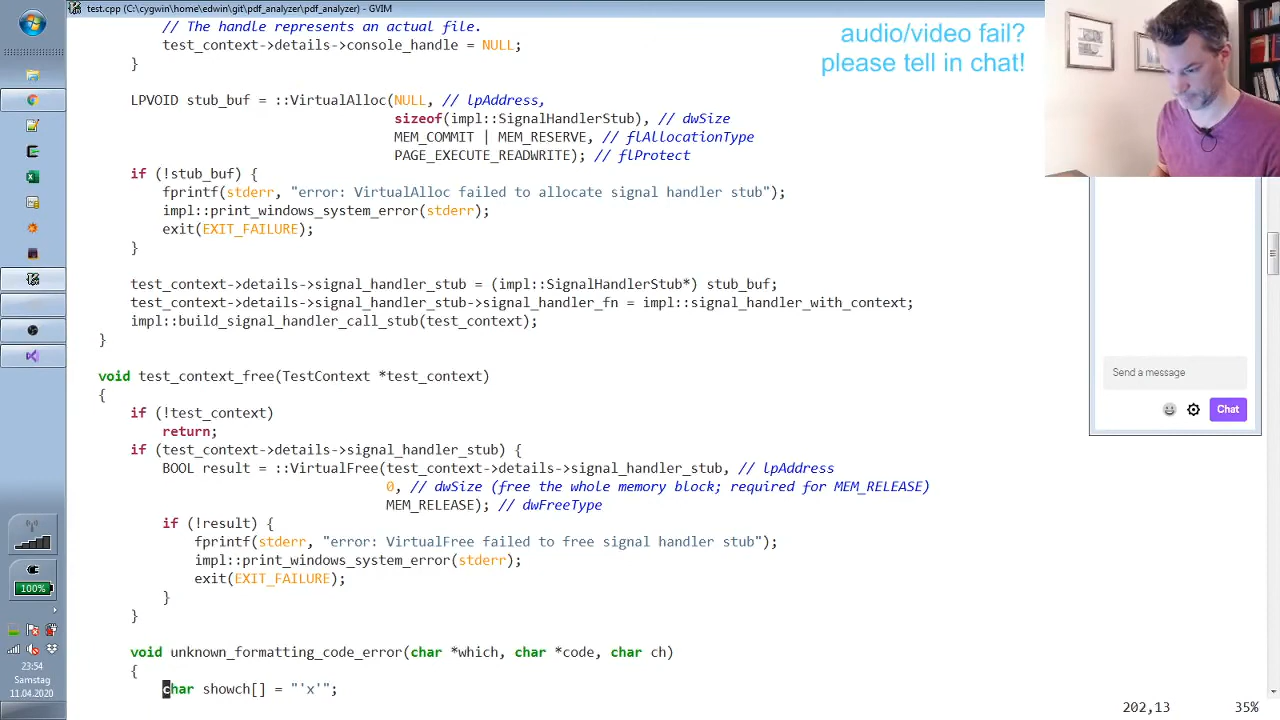 test.cpp (C:\cygwin\home\edwin\git\pdf_analyzer\pdf_analyzer) - GVIM
// The handle represents an actual file.
test_context->details->console_handle = NULL;
}
audio/video fail?
please tell in chat!
LPVOID stub_buf = ::VirtualAlloc(NULL, // lpAddress,
sizeof(impl::SignalHandlerStub), // dwSize
MEM_COMMIT | MEM_RESERVE, // flAllocationType
PAGE_EXECUTE_READWRITE); // flProtect
if (!stub_buf) {
fprintf(stderr, "error: VirtualAlloc failed to allocate signal handler stub");
impl::print_windows_system_error(stderr);
exit(EXIT_FAILURE);
}
test_context->details->signal_handler_stub = (impl::SignalHandlerStub*) stub_buf;
test_context->details->signal_handler_stub->signal_handler_fn = impl::signal_handler_with_context;
impl::build_signal_handler_call_stub(test_context);
}
void test_context_free(TestContext *test_context)
{
if (!test_context)
return;
if (test_context->details->signal_handler_stub) {
BOOL result = ::VirtualFree(test_context->details->signal_handler_stub, // lpAddress
0, // dwSize (free the whole memory block; required for MEM_RELEASE)
MEM_RELEASE); // dwFreeType
if (!result) {
fprintf(stderr, "error: VirtualFree failed to free signal handler stub");
impl::print_windows_system_error(stderr);
exit(EXIT_FAILURE);
}
}
void unknown_formatting_code_error(char *which, char *code, char ch)
{
char showch[] = "'x'";
202,13 35%
Send a message
Chat
100%
23:54
Samstag
11.04.2020